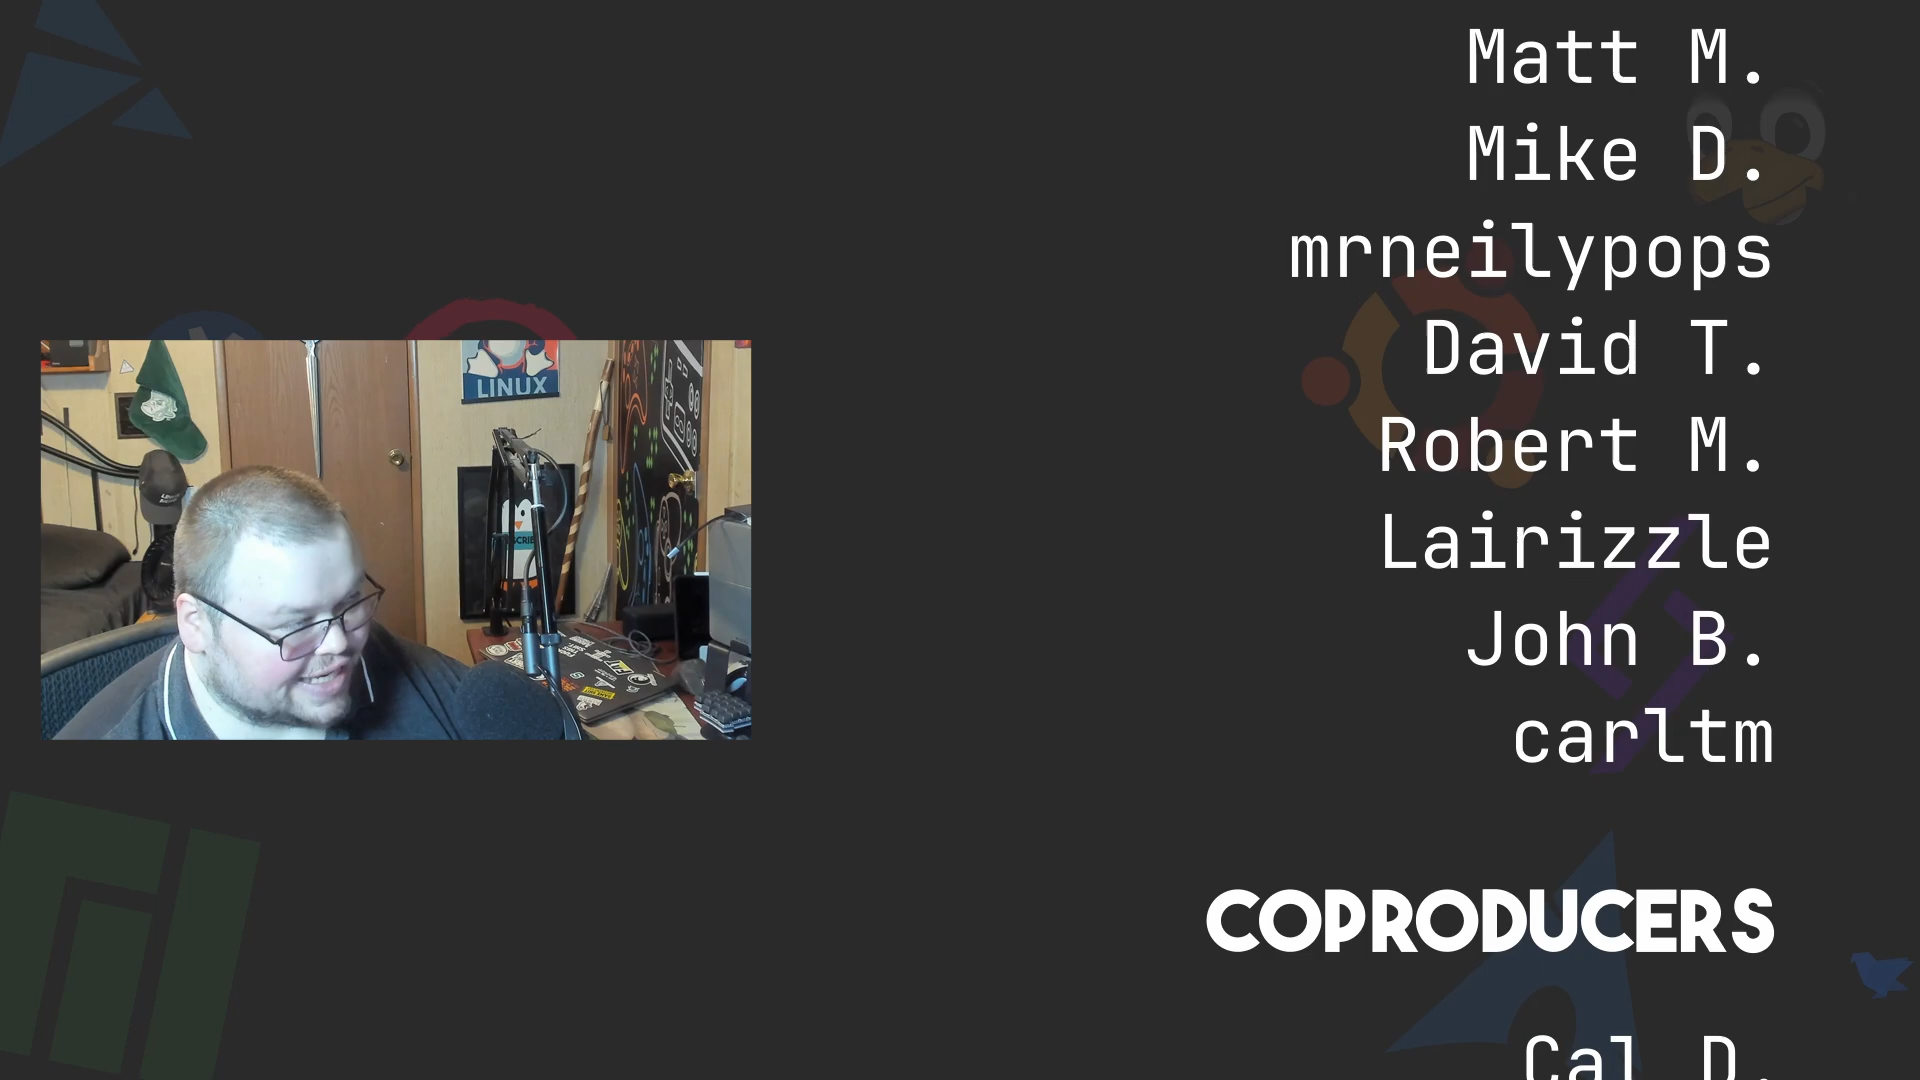 Matt M.
Mike D.
mrneilypops
David T.
Robert M.
Lairizzle
John B.
carltm
COPRODUCERS
Cal D.
LINUX